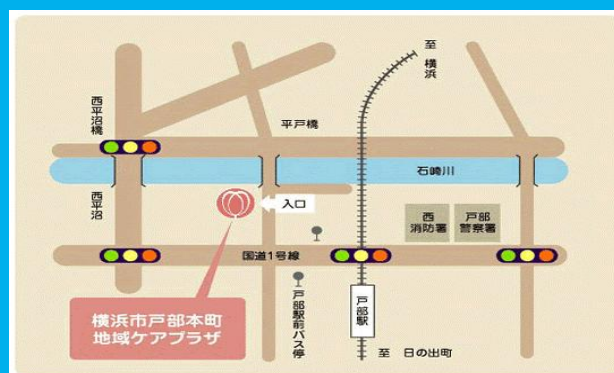 至
横浜
西平沼橋
平戸橋
石崎川
西平沼
入口
西
消防署
戸部
警察署
国道1号線
戸部駅前バス停
戸部駅
横浜市戸部本町
地域ケアプラザ
至 日の出町